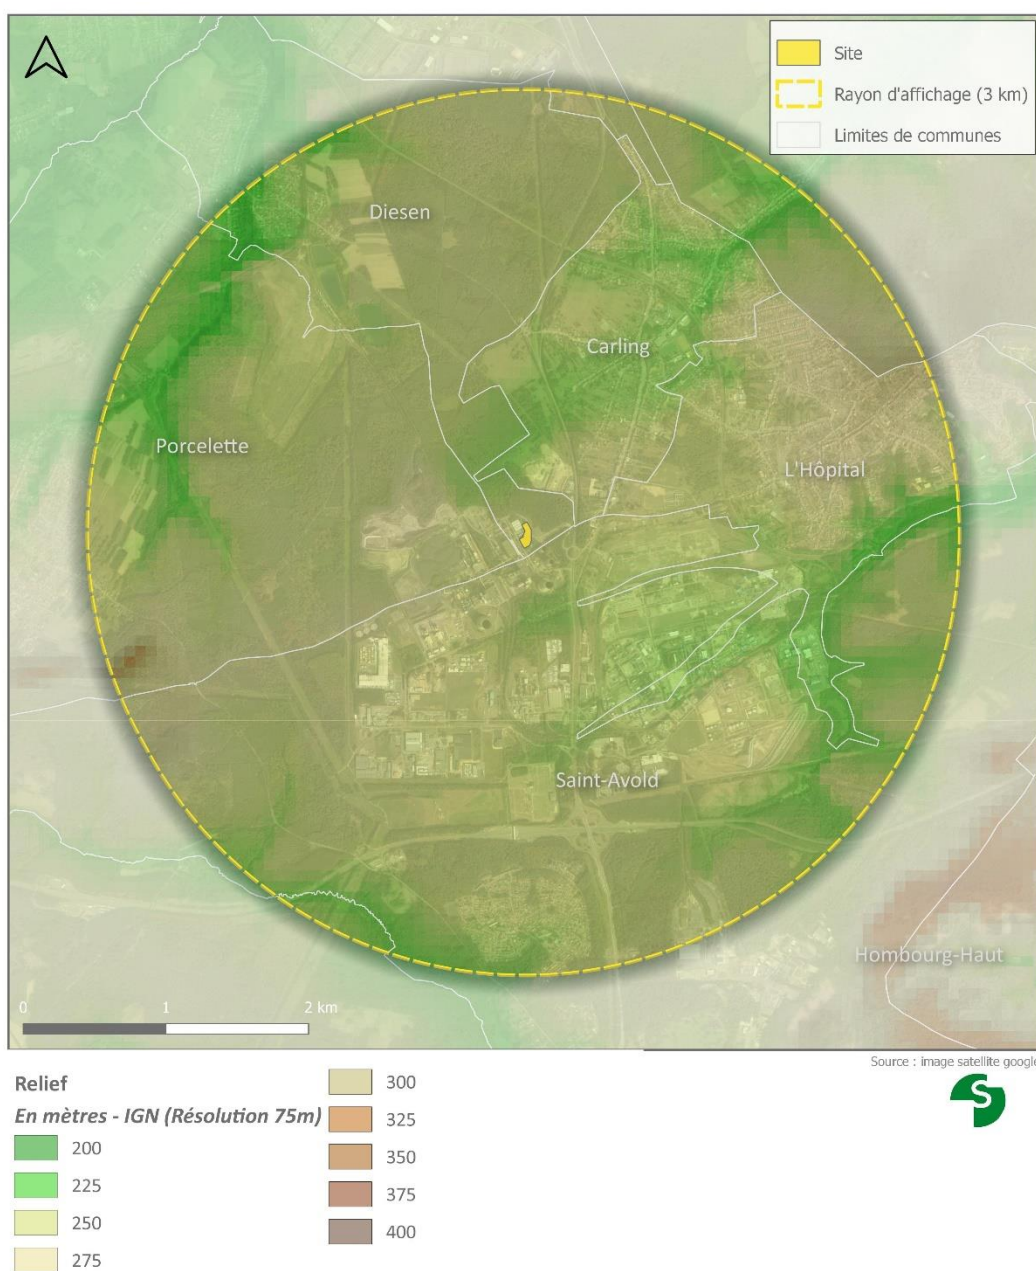 Site
Rayon d'affichage (3 km)
Limites de communes
Diesen
Carling
Porcelette
L'Hôpital
Saint-Avold
Hombourg-Haut
0 1 2 km
Source : image satellite google
Relief
En mètres - IGN (Résolution 75m)
200
225
250
275
300
325
350
375
400
S